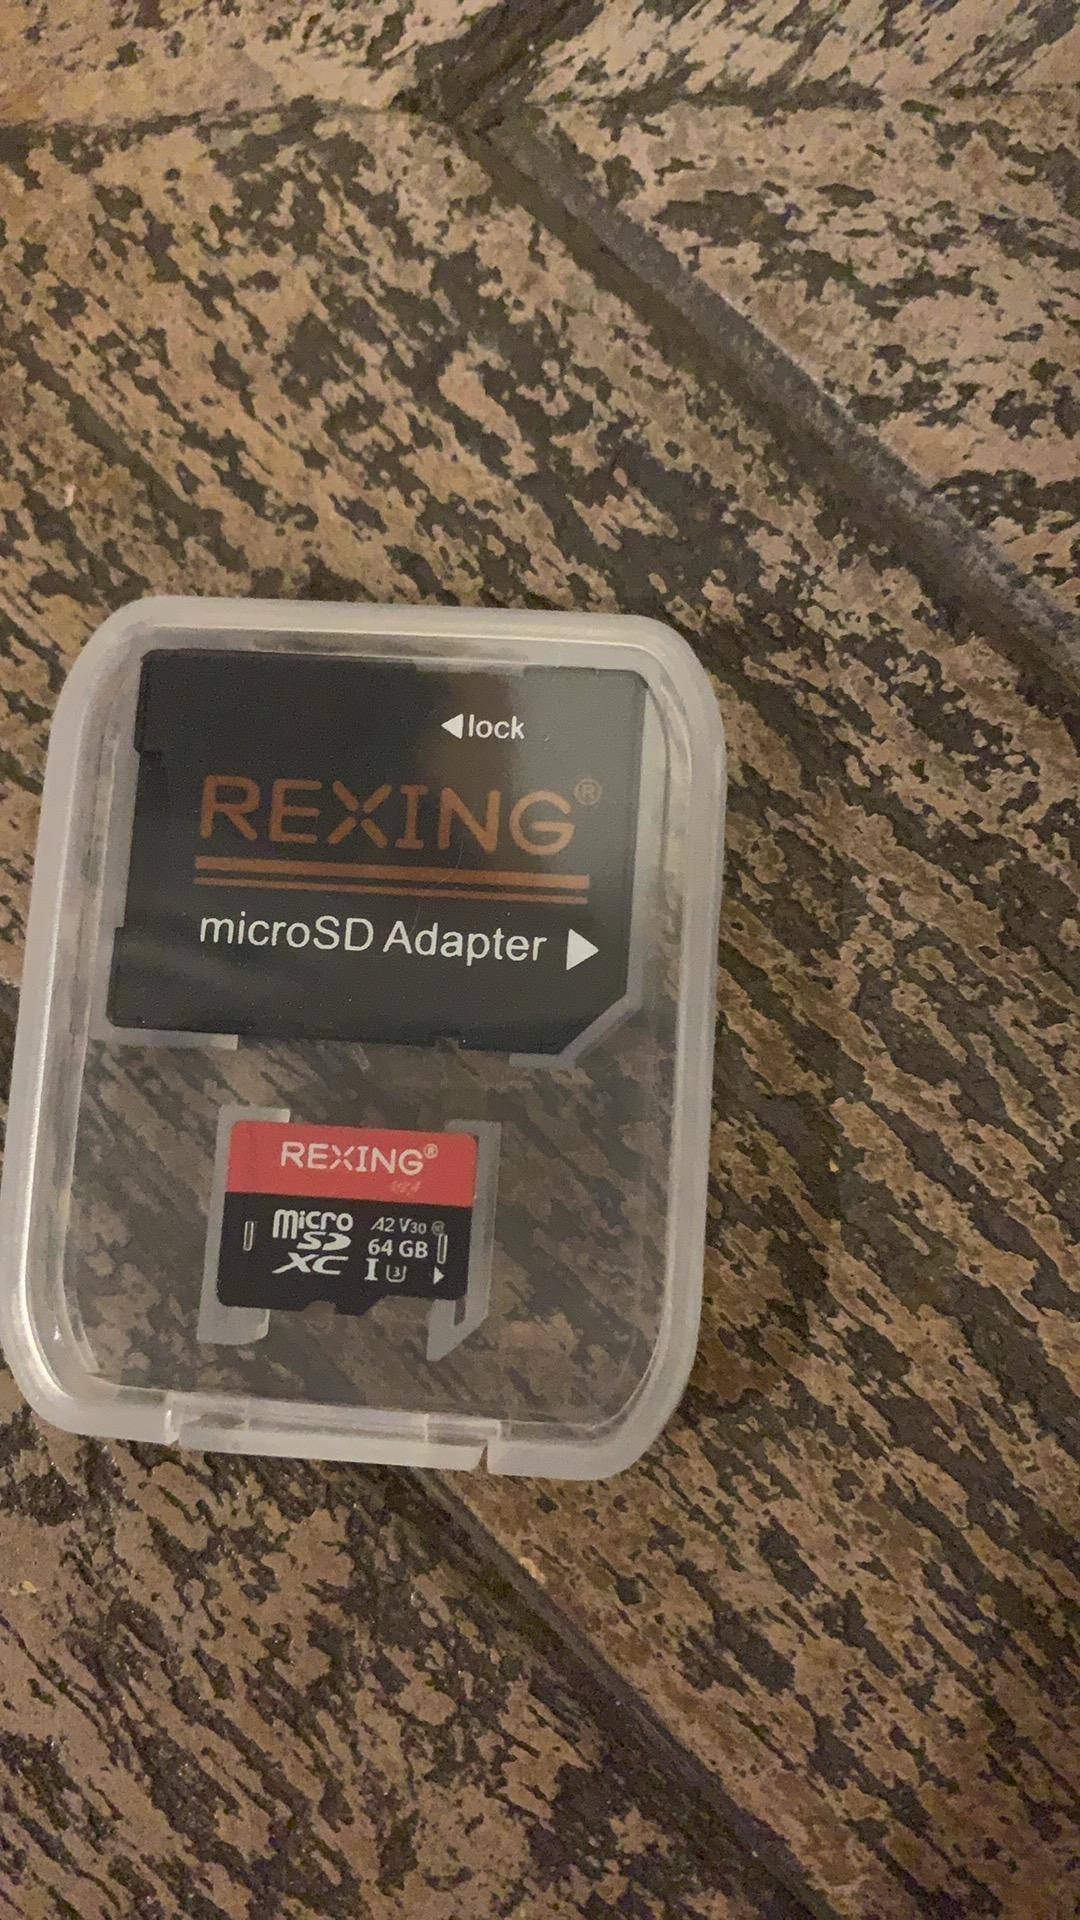 ◀lock
REXING®
microSD Adapter ▶
REXING®
micro SD XC
A2 V30
64 GB
I 3